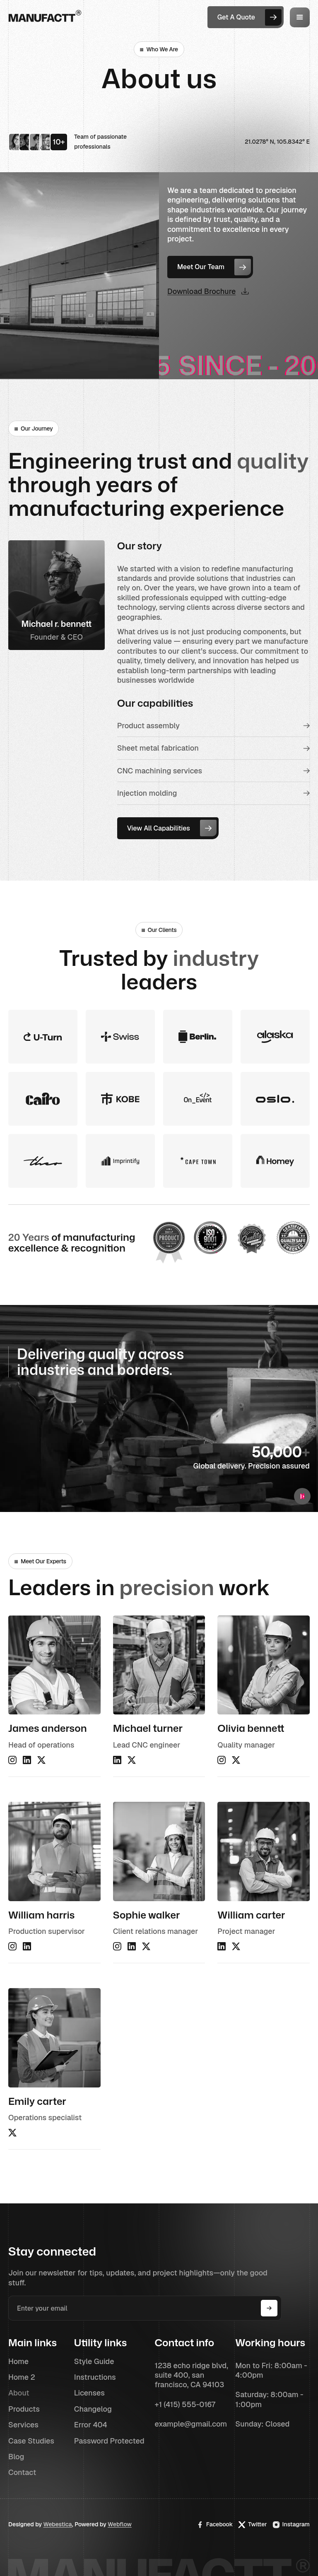 MANUFACTT®
Get A Quote
Who We Are
About us
10+
Team of passionate
professionals
21.0278° N, 105.8342° E
We are a team dedicated to precision
engineering, delivering solutions that
shape industries worldwide. Our journey
is defined by trust, quality, and a
commitment to excellence in every
project.
Meet Our Team
Download Brochure
5 SINCE - 20
Our Journey
Engineering trust and quality
through years of
manufacturing experience
Michael r. bennett
Founder & CEO
Our story
We started with a vision to redefine manufacturing
standards and provide solutions that industries can
rely on. Over the years, we have grown into a team of
skilled professionals equipped with cutting-edge
technology, serving clients across diverse sectors and
geographies.
What drives us is not just producing components, but
delivering value — ensuring every part we manufacture
contributes to our client's success. Our commitment to
quality, timely delivery, and innovation has helped us
establish long-term partnerships with leading
businesses worldwide
Our capabilities
Product assembly
Sheet metal fabrication
CNC machining services
Injection molding
View All Capabilities
Our Clients
Trusted by industry
leaders
U-Turn
Swiss
Berlin.
alaska
Cairo
KOBE
On_Event
</>
oslo.
theo
Imprintify
CAPE TOWN
Homey
20 Years of manufacturing
excellence & recognition
PRODUCT
Delivering quality across
industries and borders.
50,000+
Global delivery. Precision assured
Meet Our Experts
Leaders in precision work
James anderson
Head of operations
Michael turner
Lead CNC engineer
Olivia bennett
Quality manager
William harris
Production supervisor
Sophie walker
Client relations manager
William carter
Project manager
Emily carter
Operations specialist
Stay connected
Join our newsletter for tips, updates, and project highlights—only the good
stuff.
Enter your email
Main links
Home
Home 2
About
Products
Services
Case Studies
Blog
Contact
Utility links
Style Guide
Instructions
Licenses
Changelog
Error 404
Password Protected
Contact info
1238 echo ridge blvd,
suite 400, san
francisco, CA 94103
+1 (415) 555-0167
example@gmail.com
Working hours
Mon to Fri: 8:00am -
4:00pm
Saturday: 8:00am -
1:00pm
Sunday: Closed
Designed by Webestica, Powered by Webflow
Facebook
Twitter
Instagram
MANUFACTT®